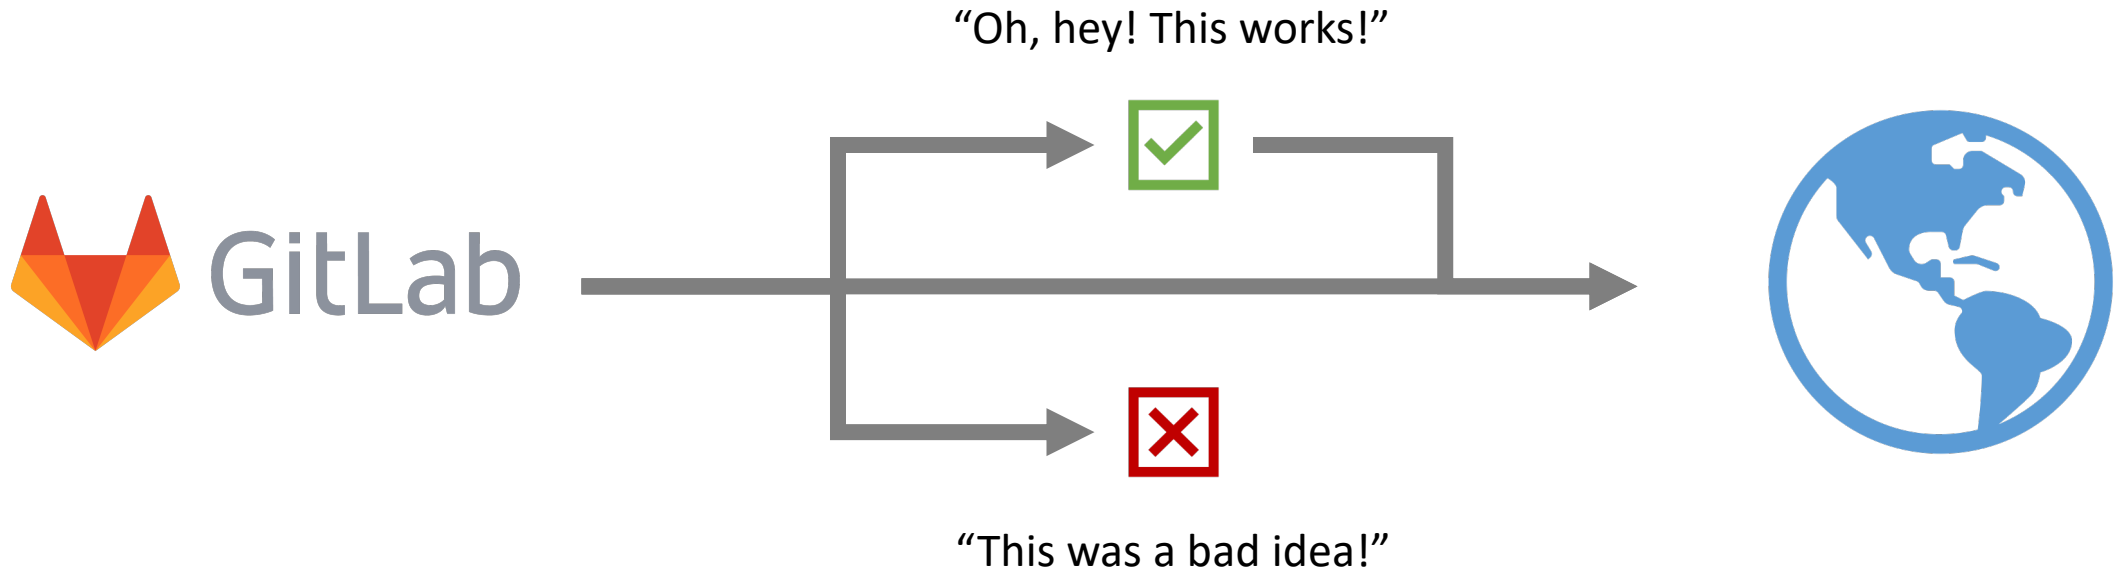 “Oh, hey! This works!”
GitLab
“This was a bad idea!”